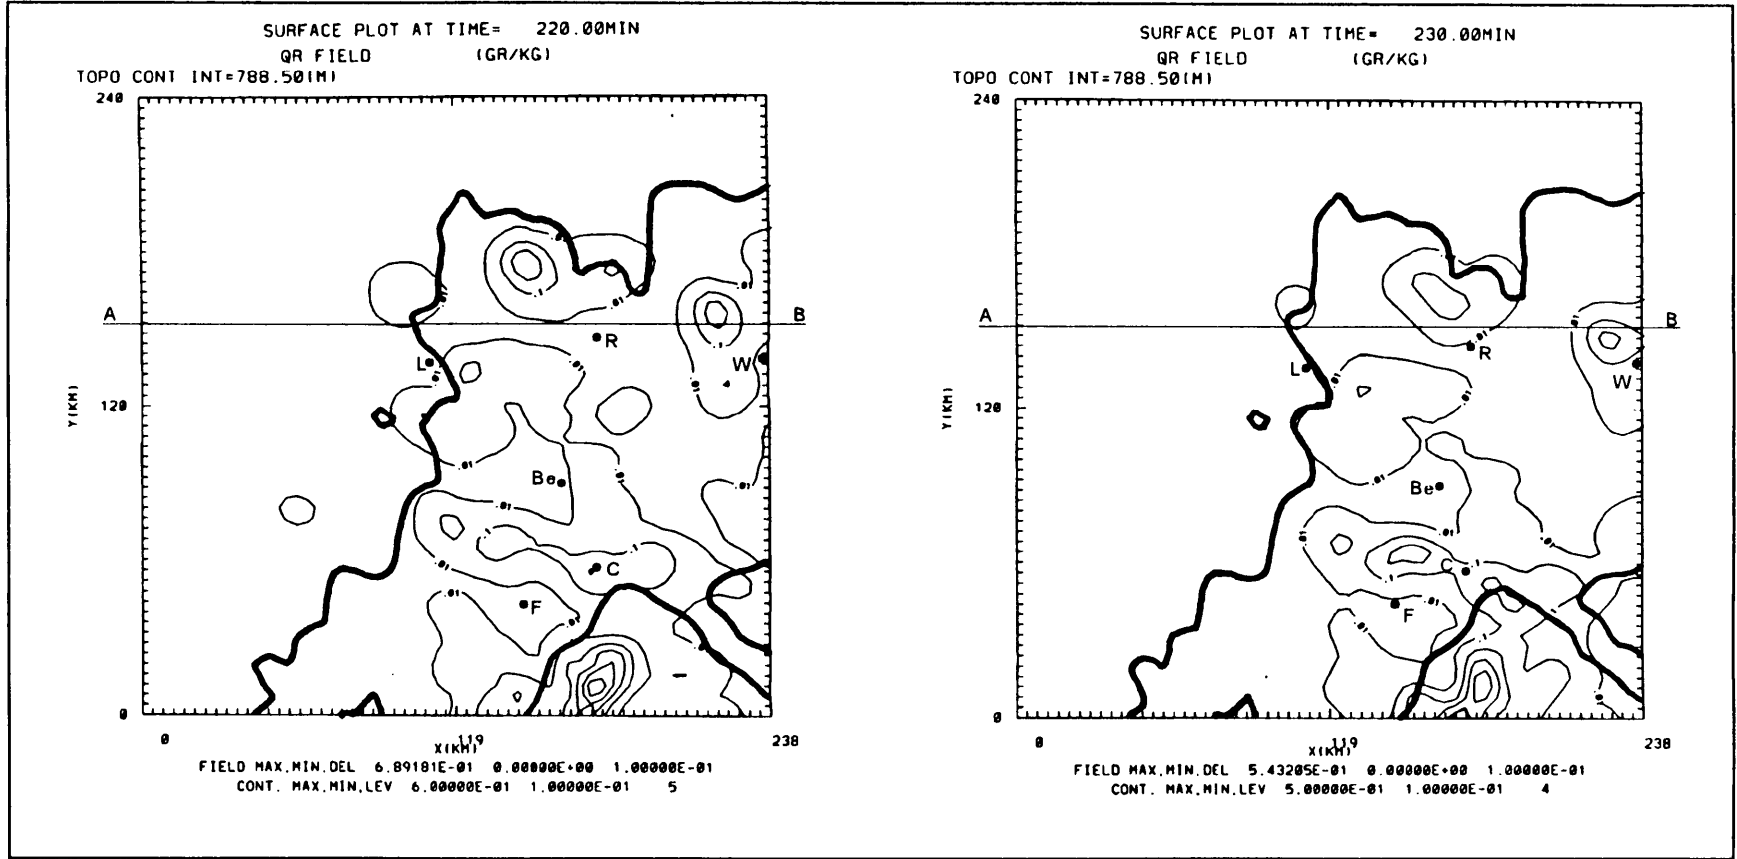 SURFACE PLOT AT TIME= 220.00MIN
QR FIELD (GR/KG)
TOPO CONT INT=788.50(M)
240
A
B
R
L
W
Y(KM)
120
Be
C
F
0
0 119 238
X(KM)
FIELD MAX,MIN,DEL 6.89181E-01 0.00000E+00 1.00000E-01
CONT. MAX,MIN,LEV 6.00000E-01 1.00000E-01 5
SURFACE PLOT AT TIME= 230.00MIN
QR FIELD (GR/KG)
TOPO CONT INT=788.50(M)
240
A
B
R
L
W
Y(KM)
120
Be
C
F
0
0 119 238
X(KM)
FIELD MAX,MIN,DEL 5.43205E-01 0.00000E+00 1.00000E-01
CONT. MAX,MIN,LEV 5.00000E-01 1.00000E-01 4